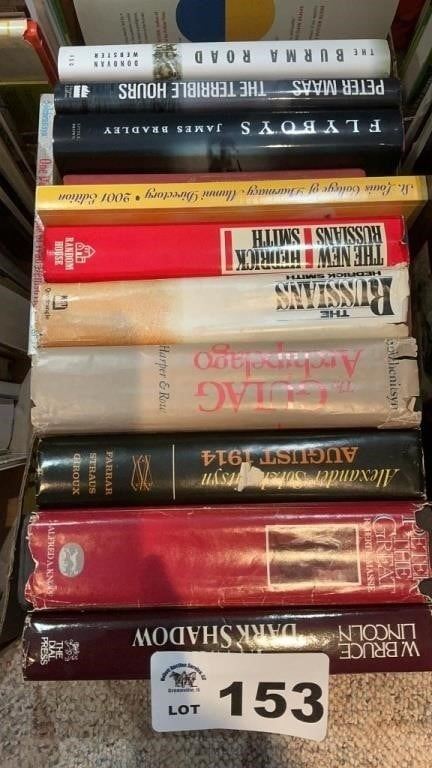 THE BURMA ROAD
DONOVAN
WEBSTER
FSG
PETER MAAS THE TERRIBLE HOURS
FLYBOYS JAMES BRADLEY
St. Louis College of Pharmacy Alumni Directory • 2001 Edition
THE NEW
RUSSIANS
HEDRICK
SMITH
RANDOM
HOUSE
THE
RUSSIANS
HEDRICK SMITH
The
GULAG
Archipelago
Harper & Row
Alexander
AUGUST 1914
FARRAR
STRAUS
GIROUX
PETER
THE
GREAT
ALFRED A. KNOPF
W. BRUCE
LINCOLN
DARK SHADOW
THE
DIAL
PRESS
LOT 153